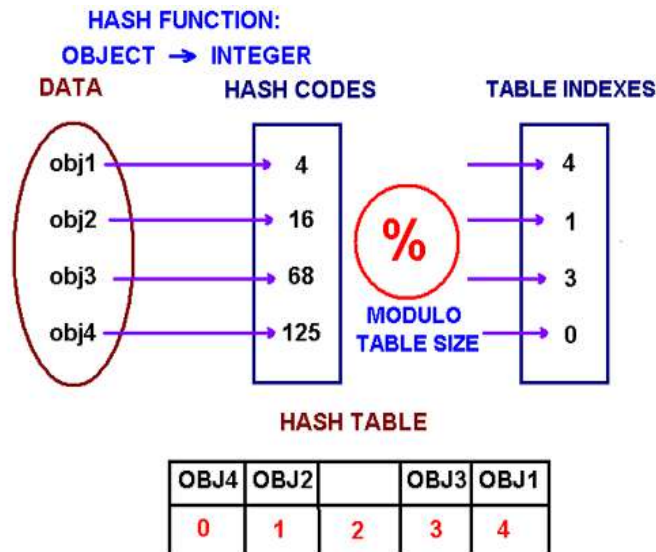 HASH FUNCTION:
OBJECT → INTEGER
DATA HASH CODES TABLE INDEXES
obj1 4 4
obj2 16 1
%
obj3 68 3
MODULO
TABLE SIZE
obj4 125 0
HASH TABLE
OBJ4 OBJ2 OBJ3 OBJ1
0 1 2 3 4